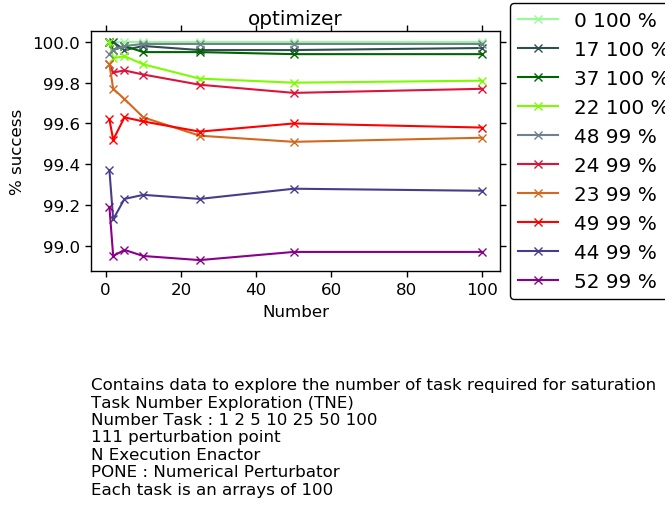 optimizer
100.0
99.8
99.6
99.4
99.2
99.0
% success
0 20 40 60 80 100
Number
0 100 %
17 100 %
37 100 %
22 100 %
48 99 %
24 99 %
23 99 %
49 99 %
44 99 %
52 99 %
Contains data to explore the number of task required for saturation
Task Number Exploration (TNE)
Number Task : 1 2 5 10 25 50 100
111 perturbation point
N Execution Enactor
PONE : Numerical Perturbator
Each task is an arrays of 100